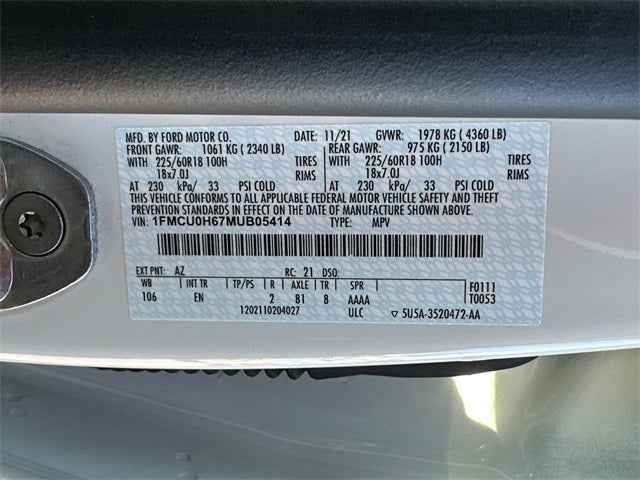 MFD. BY FORD MOTOR CO. DATE: 11/21 GVWR: 1978 KG ( 4360 LB)
FRONT GAWR: 1061 KG ( 2340 LB) REAR GAWR: 975 KG ( 2150 LB)
WITH 225/60R18 100H TIRES WITH 225/60R18 100H TIRES
18x7.0J RIMS 18x7.0J RIMS
AT 230 kPa/ 33 PSI COLD AT 230 kPa/ 33 PSI COLD
THIS VEHICLE CONFORMS TO ALL APPLICABLE FEDERAL MOTOR VEHICLE SAFETY AND THEFT
PREVENTION STANDARDS IN EFFECT ON THE DATE OF MANUFACTURE SHOWN ABOVE.
VIN: 1FMCU0H67MUB05414 TYPE: MPV
EXT PNT: AZ RC: 21 DSO:
WB INT TR TP/PS R AXLE TR SPR F0111
106 EN 2 81 8 AAAA T0053
1202110204027 ULC 5U5A-3520472-AA